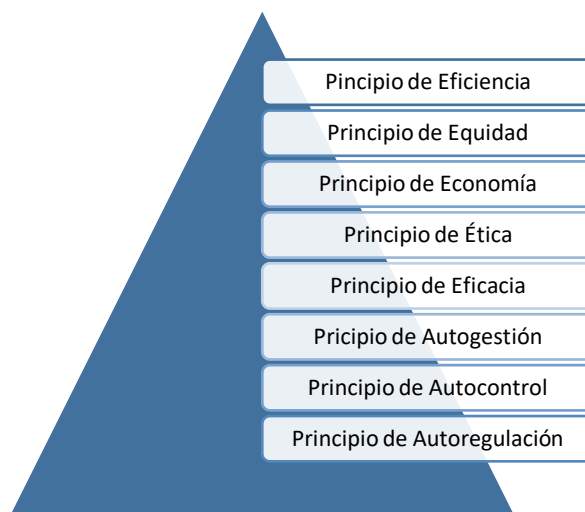 Pincipio de Eficiencia
Principio de Equidad
Principio de Economía
Principio de Ética
Principio de Eficacia
Pricipio de Autogestión
Principio de Autocontrol
Principio de Autoregulación